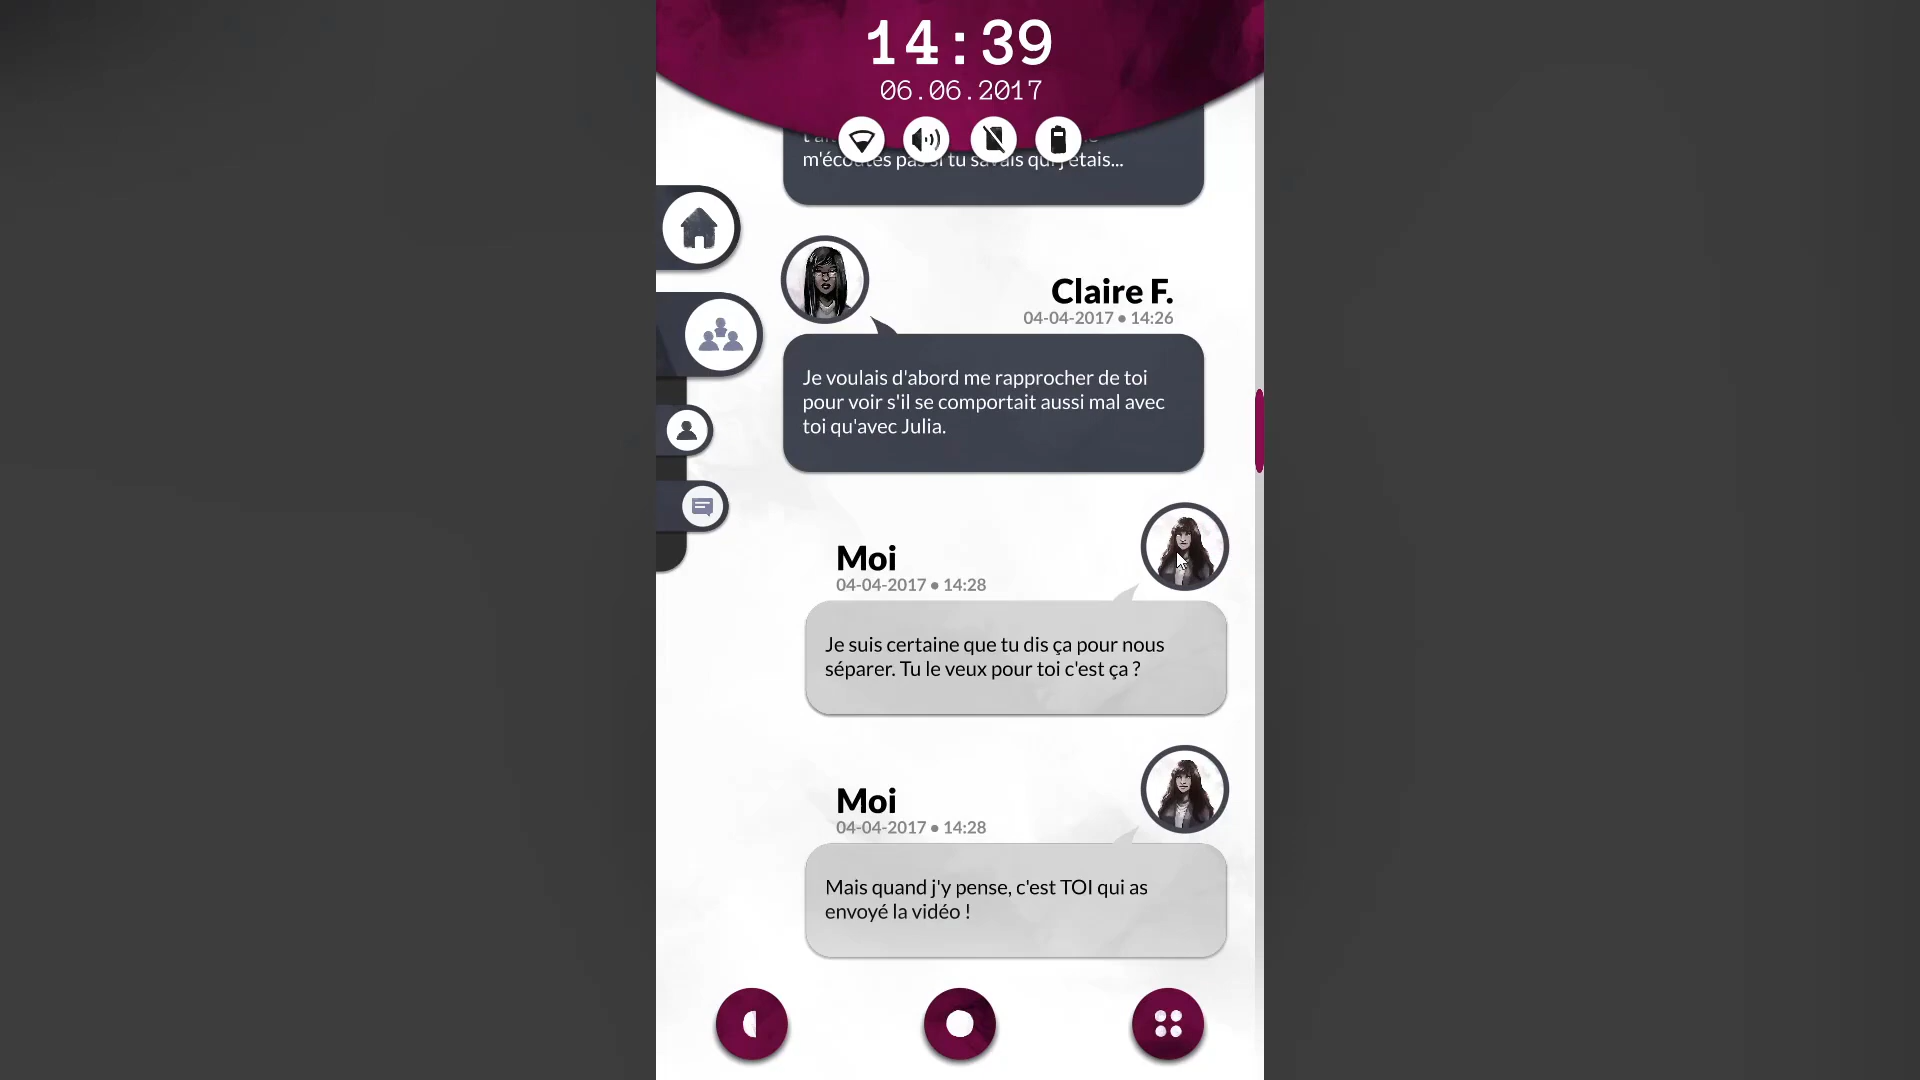 14:39
06.06.2017
m'écoutes pas si tu savais qui j'étais...
Claire F.
04-04-2017 • 14:26
Je voulais d'abord me rapprocher de toi
pour voir s'il se comportait aussi mal avec
toi qu'avec Julia.
Moi
04-04-2017 • 14:28
Je suis certaine que tu dis ça pour nous
séparer. Tu le veux pour toi c'est ça ?
Moi
04-04-2017 • 14:28
Mais quand j'y pense, c'est TOI qui as
envoyé la vidéo !